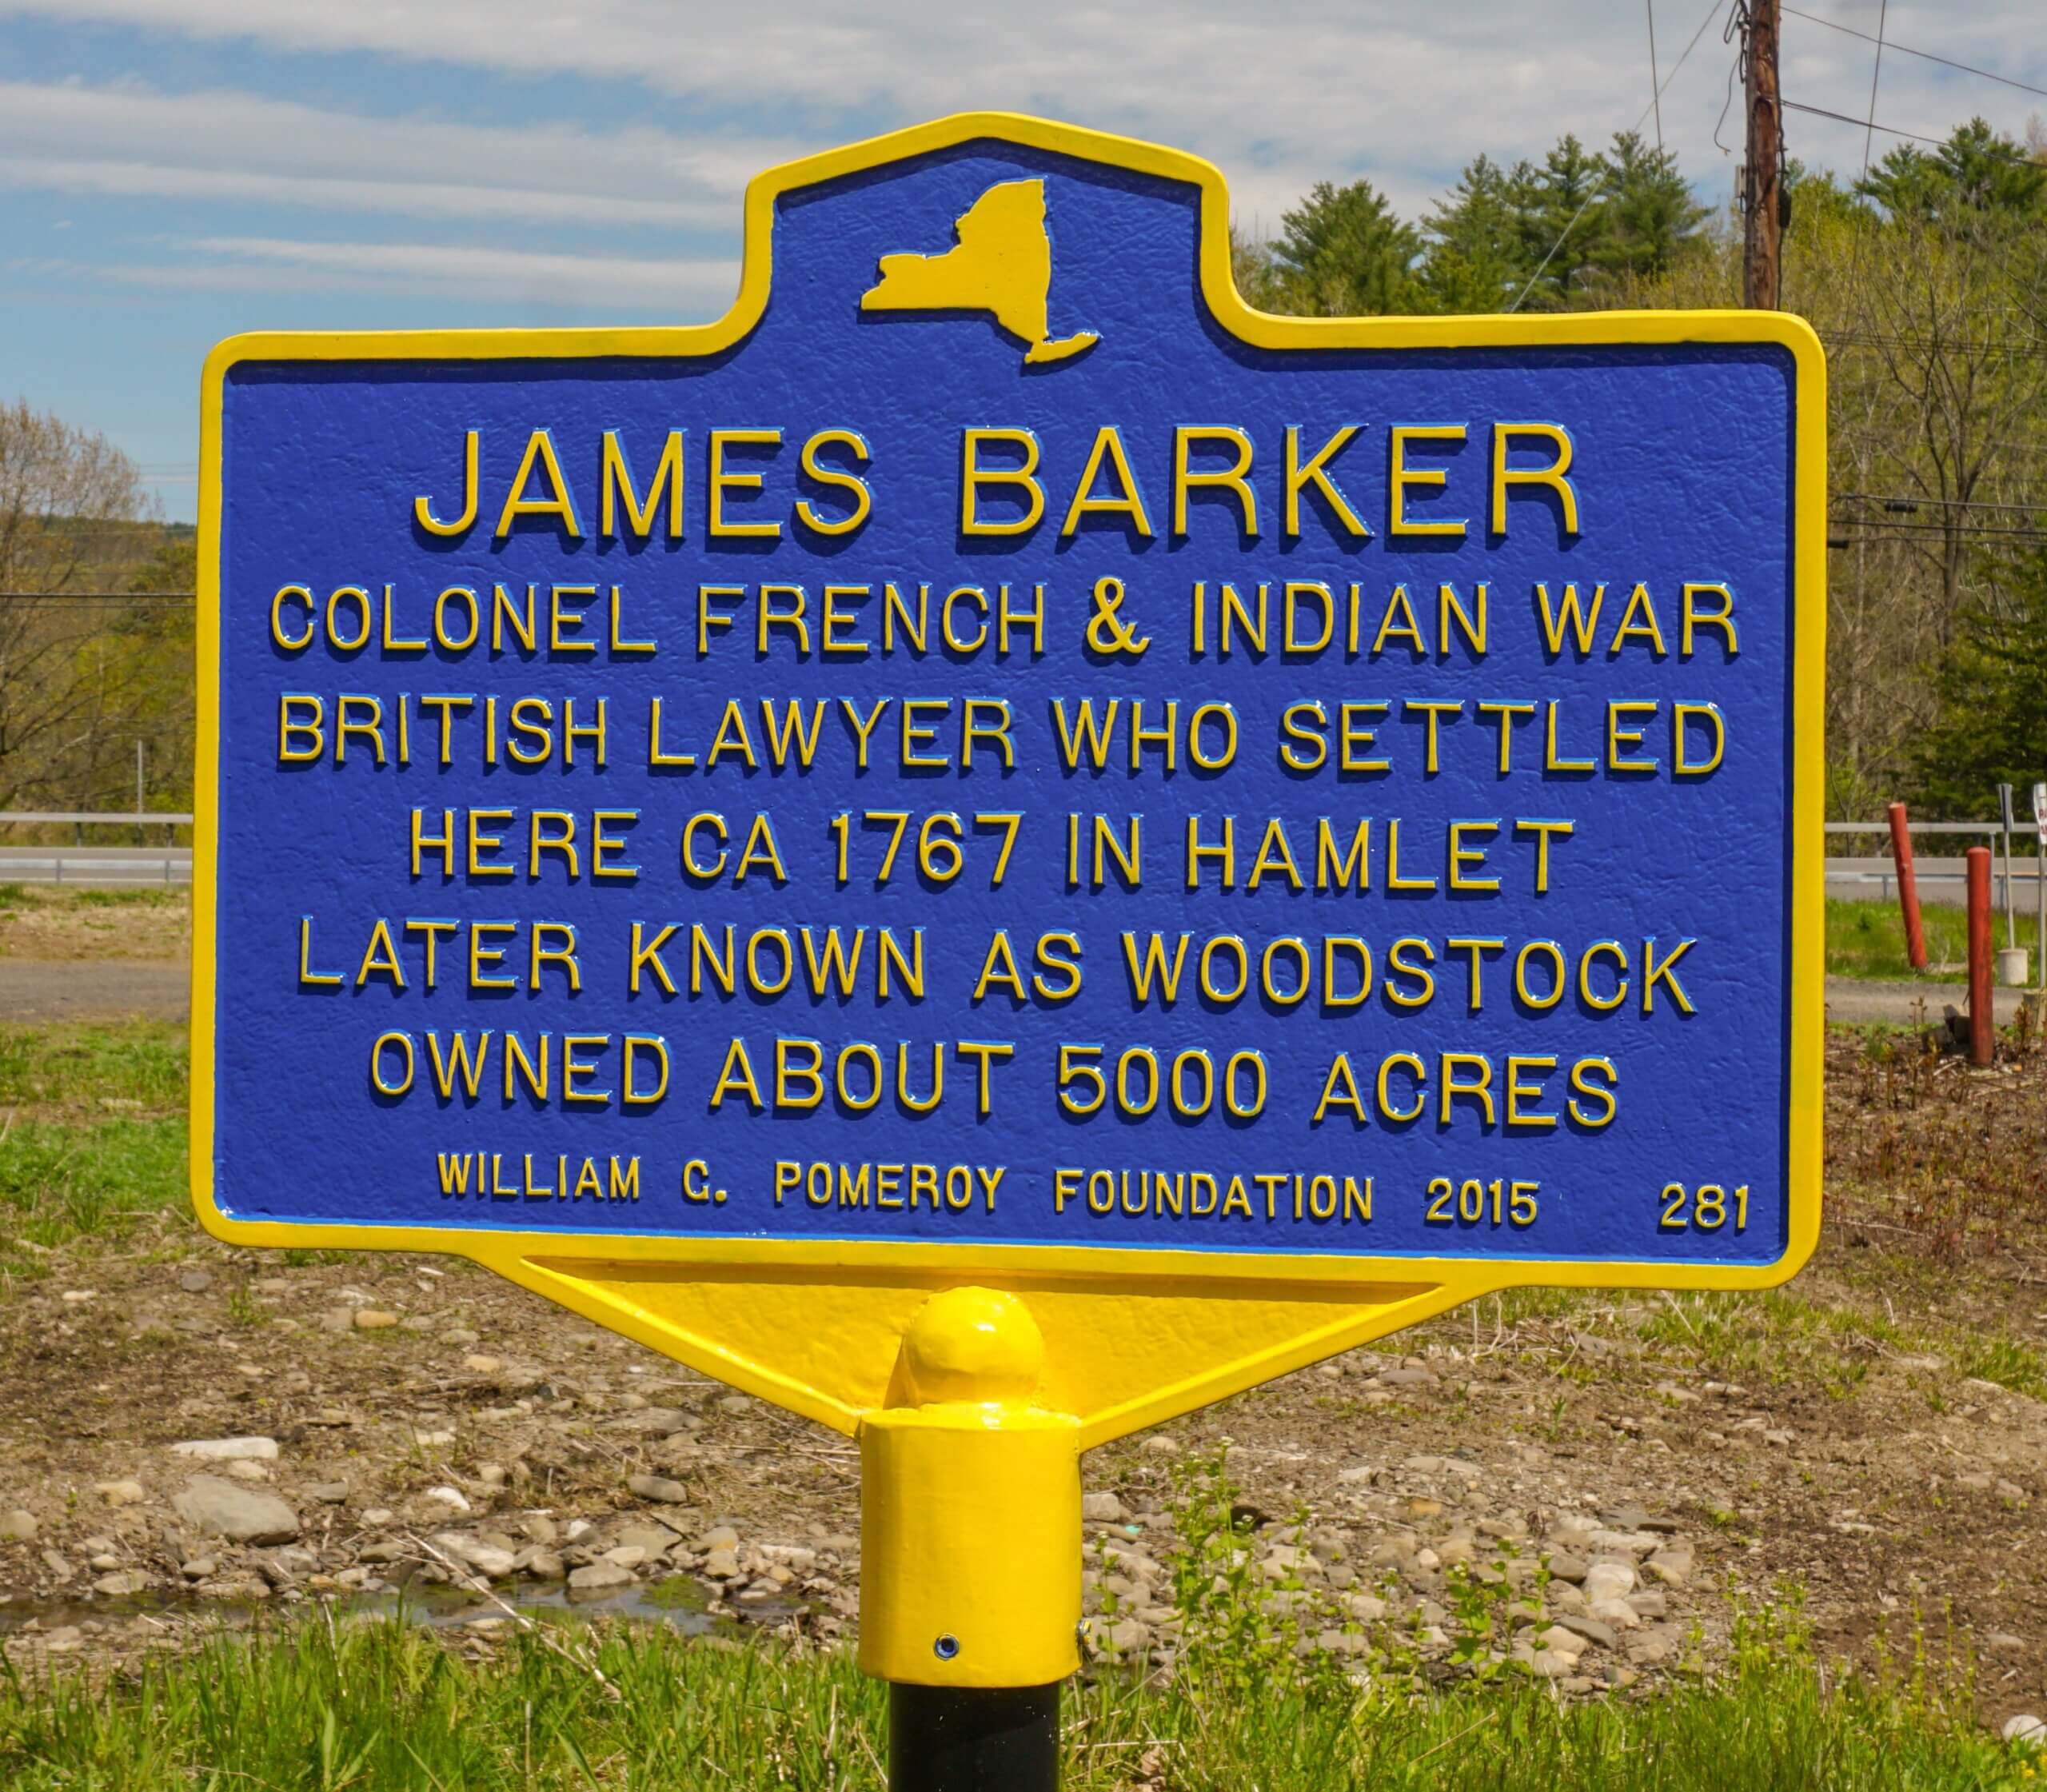 JAMES BARKER
COLONEL FRENCH & INDIAN WAR
BRITISH LAWYER WHO SETTLED
HERE CA 1767 IN HAMLET
LATER KNOWN AS WOODSTOCK
OWNED ABOUT 5000 ACRES
WILLIAM G. POMEROY FOUNDATION 2015 281